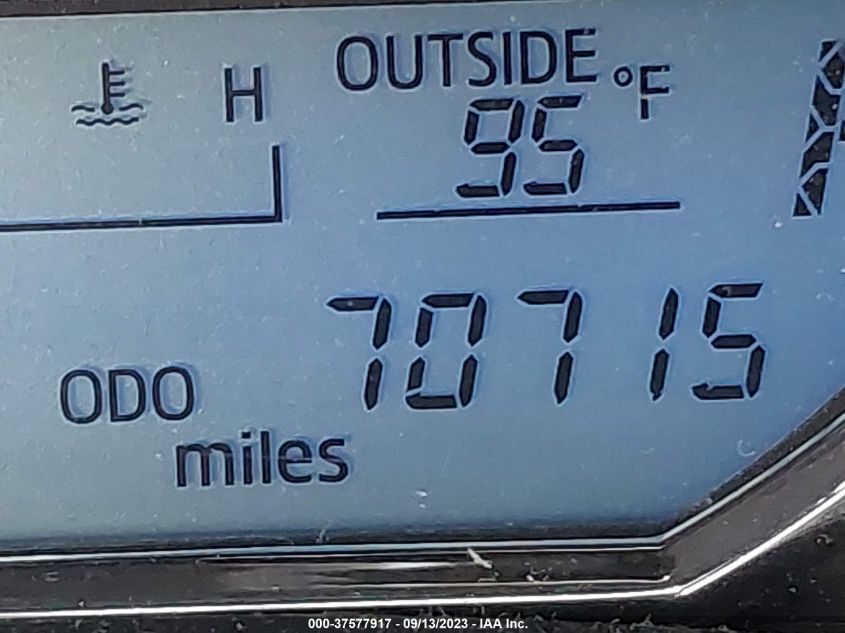 H
OUTSIDE °F
95
70715
ODO
miles
000-37577917 - 09/13/2023 - IAA Inc.